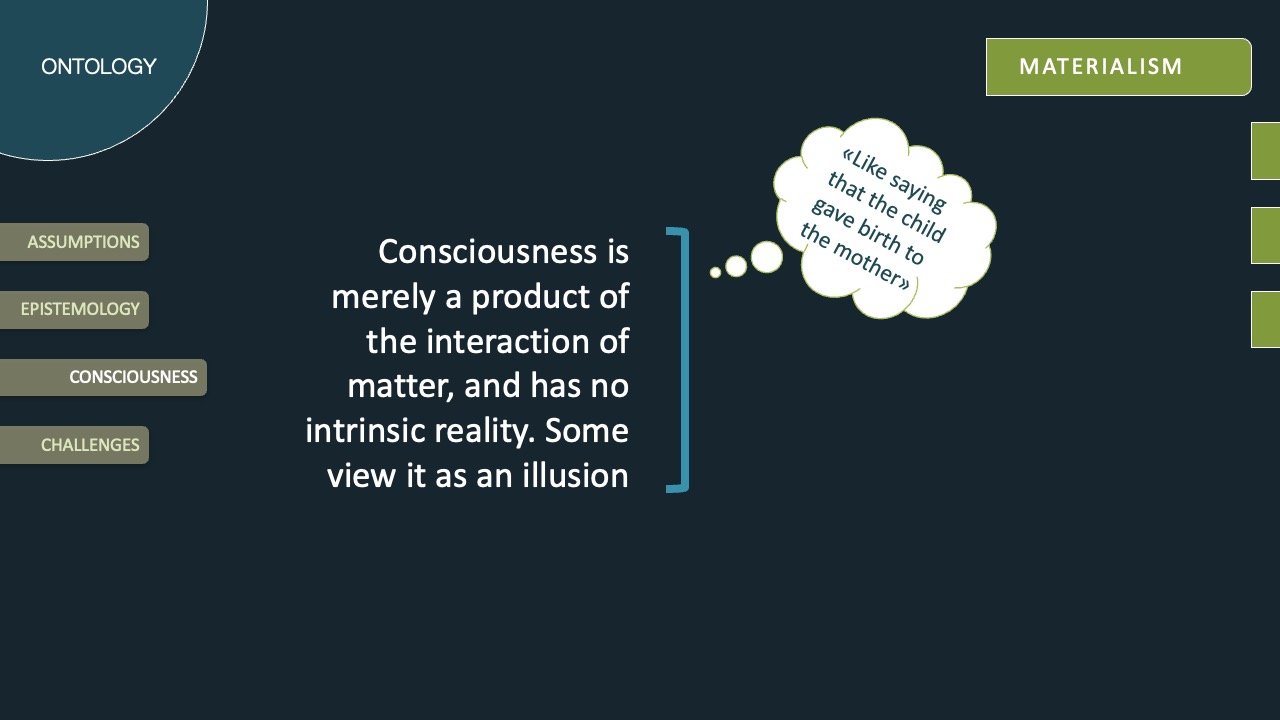 ONTOLOGY
MATERIALISM
ASSUMPTIONS
EPISTEMOLOGY
CONSCIOUSNESS
CHALLENGES
Consciousness is
merely a product of
the interaction of
matter, and has no
intrinsic reality. Some
view it as an illusion
«Like saying
that the child
gave birth to
the mother»